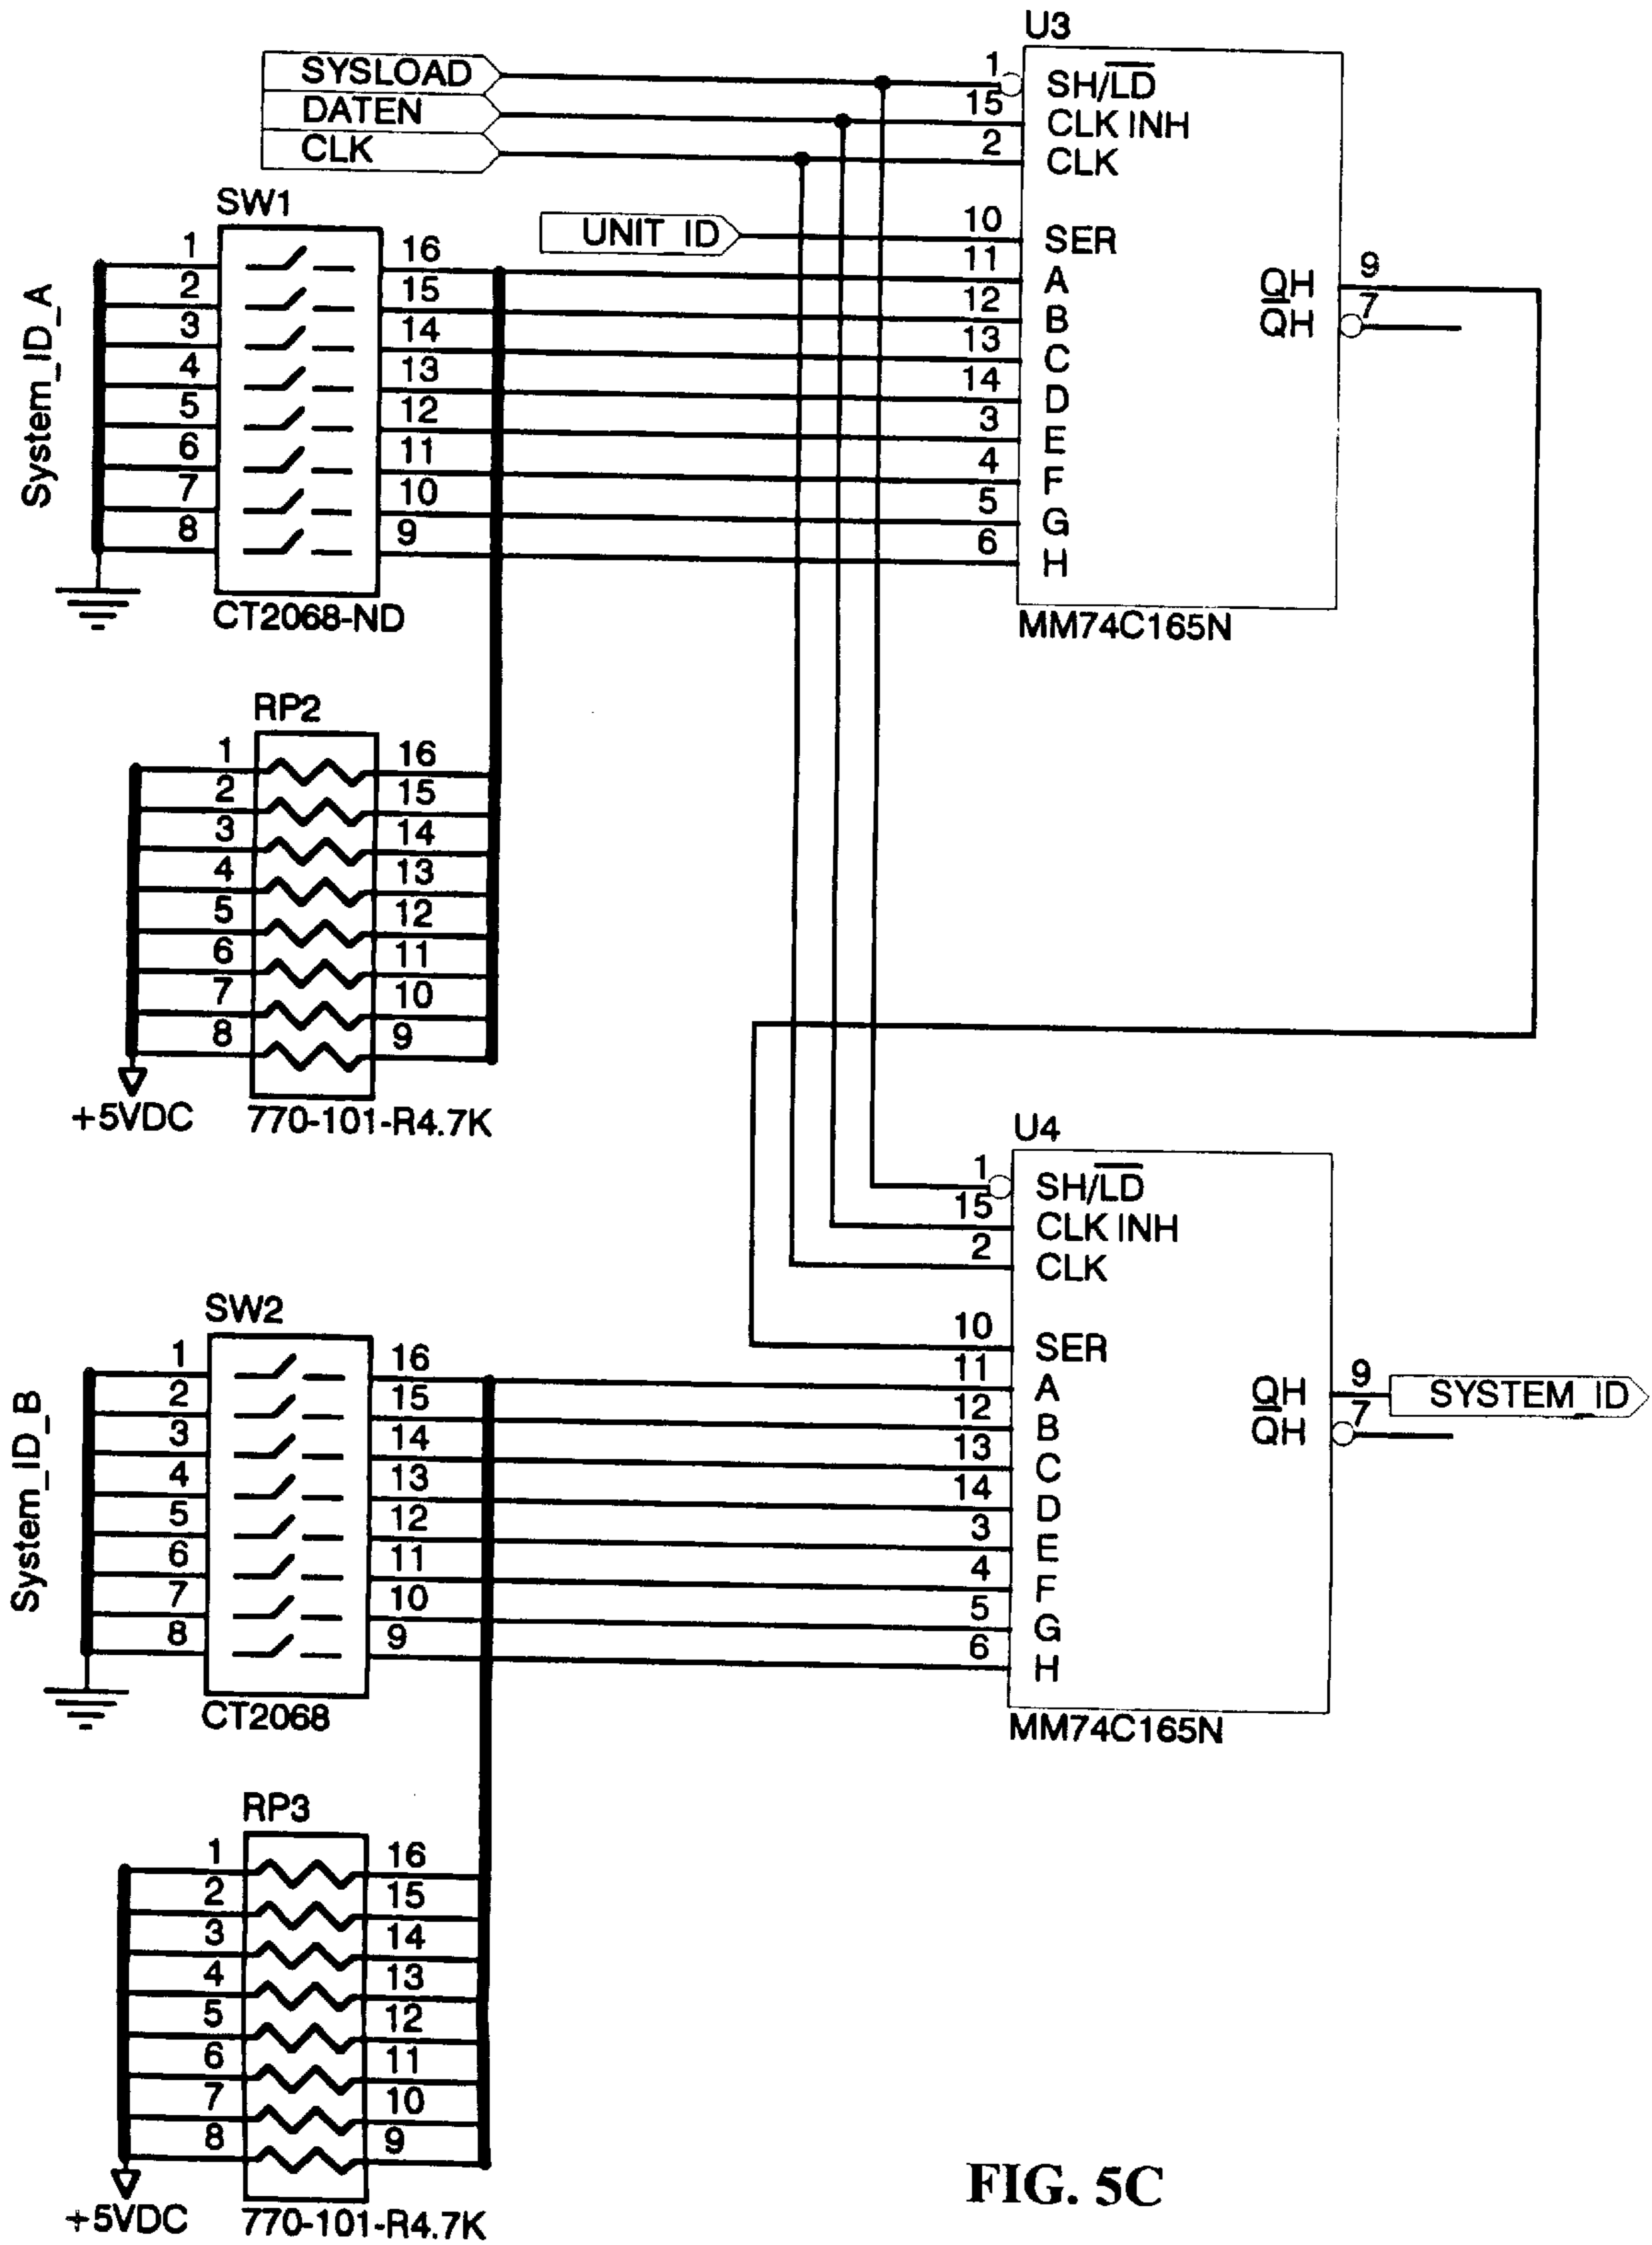 U3
SYSLOAD
DATEN
CLK
1
15
2
SH/LD
CLK INH
CLK
UNIT_ID
10
SER
SW1
System_ID_A
1 16 11 A
2 15 12 B
3 14 13 C
4 13 14 D
5 12 3 E
6 11 4 F
7 10 5 G
8 9 6 H
QH 9
QH 7
CT2068-ND
MM74C165N
RP2
1 16
2 15
3 14
4 13
5 12
6 11
7 10
8 9
+5VDC
770-101-R4.7K
U4
1 SH/LD
15 CLK INH
2 CLK
10 SER
SW2
System_ID_B
1 16 11 A
2 15 12 B
3 14 13 C
4 13 14 D
5 12 3 E
6 11 4 F
7 10 5 G
8 9 6 H
QH 9 SYSTEM_ID
QH 7
CT2068
MM74C165N
RP3
1 16
2 15
3 14
4 13
5 12
6 11
7 10
8 9
+5VDC
770-101-R4.7K
FIG. 5C